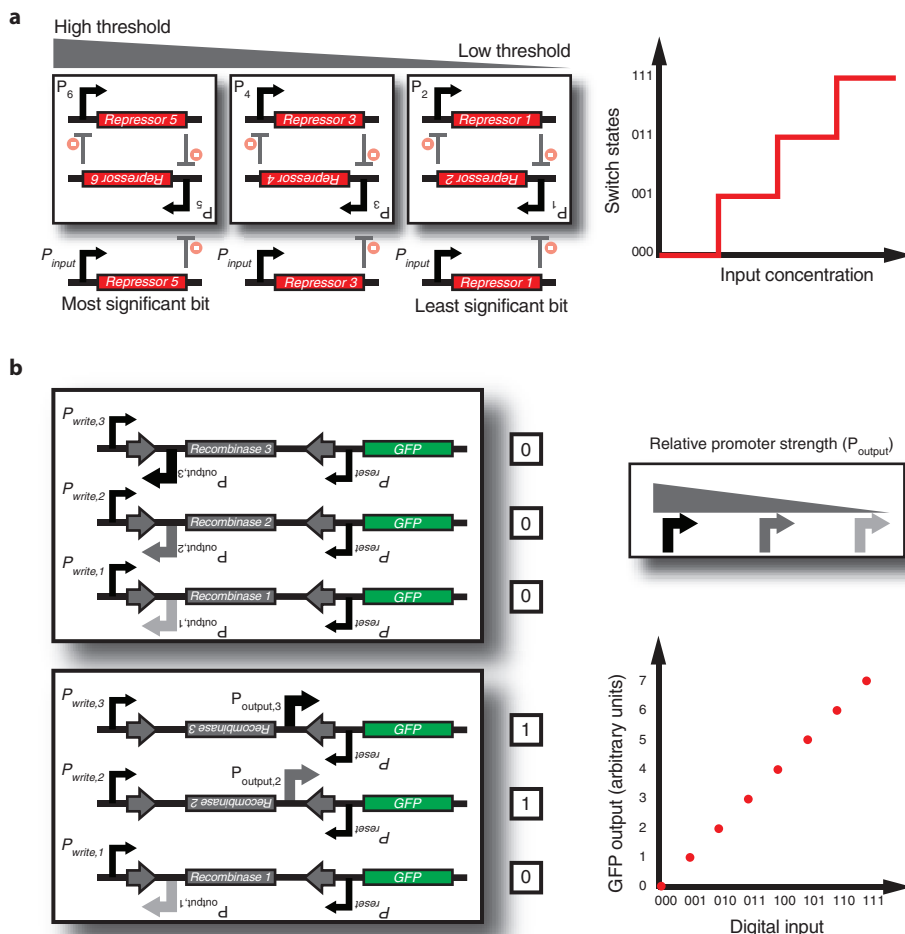 a
High threshold
Low threshold
P6 P4 P2
Repressor 5 Repressor 3 Repressor 1
Repressor 6 Repressor 4 Repressor 2
P5 P3 P1
Pinput Pinput Pinput
Repressor 5 Repressor 3 Repressor 1
Most significant bit Least significant bit
111
011
001
000
Switch states
Input concentration
b
Pwrite,3
Recombinase 3 GFP 0
Poutput,3 Preset
Pwrite,2
Recombinase 2 GFP 0
Poutput,2 Preset
Pwrite,1
Recombinase 1 GFP 0
Poutput,1 Preset
Relative promoter strength (Poutput)
Pwrite,3 Poutput,3
Recombinase 3 GFP 1
Preset
Pwrite,2 Poutput,2
Recombinase 2 GFP 1
Preset
Pwrite,1
Recombinase 1 GFP 0
Poutput,1 Preset
GFP output (arbitrary units)
7
6
5
4
3
2
1
0
000 001 010 011 100 101 110 111
Digital input